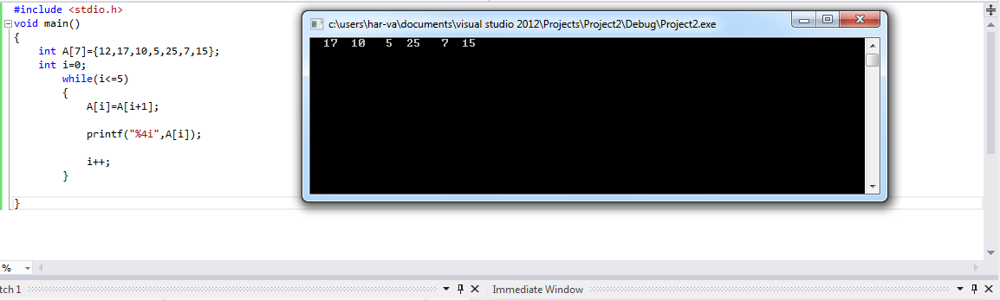 #include <stdio.h>
void main()
{
int A[7]={12,17,10,5,25,7,15};
int i=0;
while(i<=5)
{
A[i]=A[i+1];
printf("%4i",A[i]);
i++;
}
}
c:\users\har-va\documents\visual studio 2012\Projects\Project2\Debug\Project2.exe
17 10 5 25 7 15
%
tch 1
Immediate Window